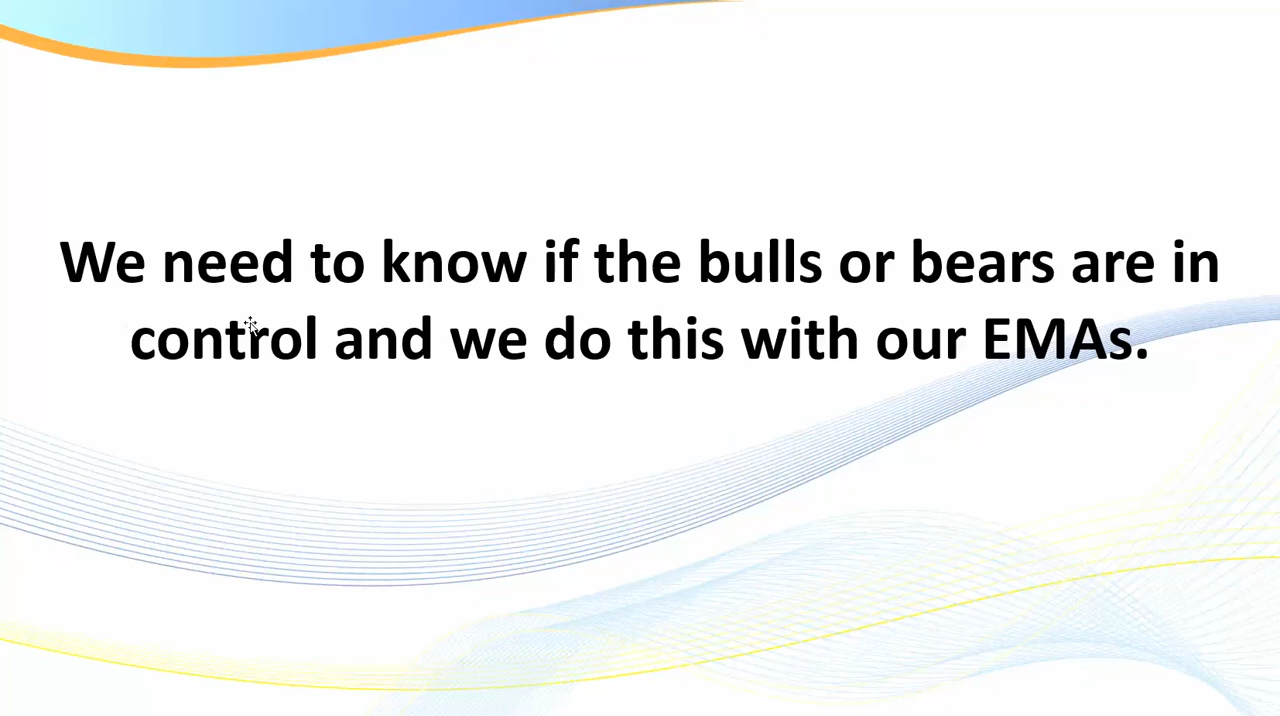 We need to know if the bulls or bears are in
control and we do this with our EMAs.